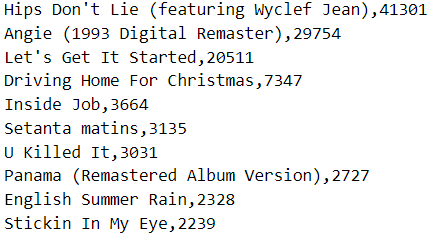 Hips Don't Lie (featuring Wyclef Jean),41301
Angie (1993 Digital Remaster),29754
Let's Get It Started,20511
Driving Home For Christmas,7347
Inside Job,3664
Setanta matins,3135
U Killed It,3031
Panama (Remastered Album Version),2727
English Summer Rain,2328
Stickin In My Eye,2239